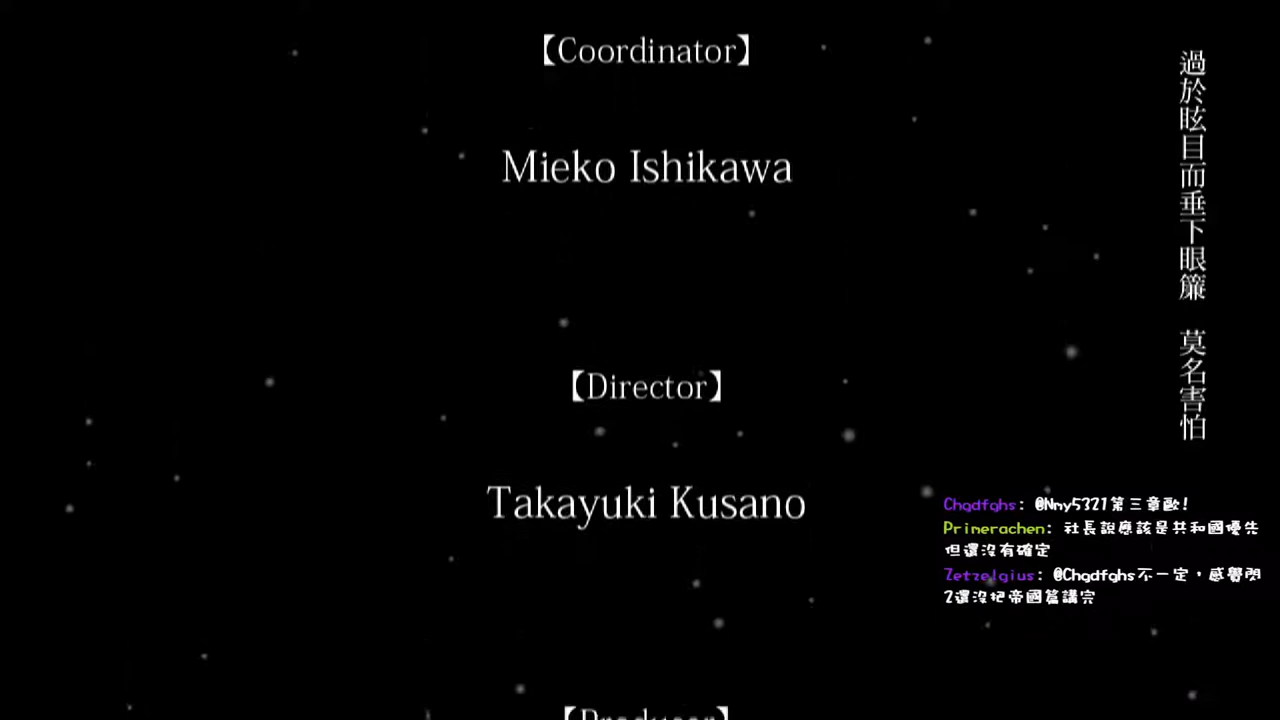 【Coordinator】
Mieko Ishikawa
【Director】
Takayuki Kusano
【Producer】
過於眩目而垂下眼簾　莫名害怕
Chgdfghs: @Nmy5321第三章歐!
Primerachen: 社長說應該是共和國優先
但還沒有確定
Zetzelgius: @Chgdfghs不一定，感覺閃
2還沒把帝國篇講完